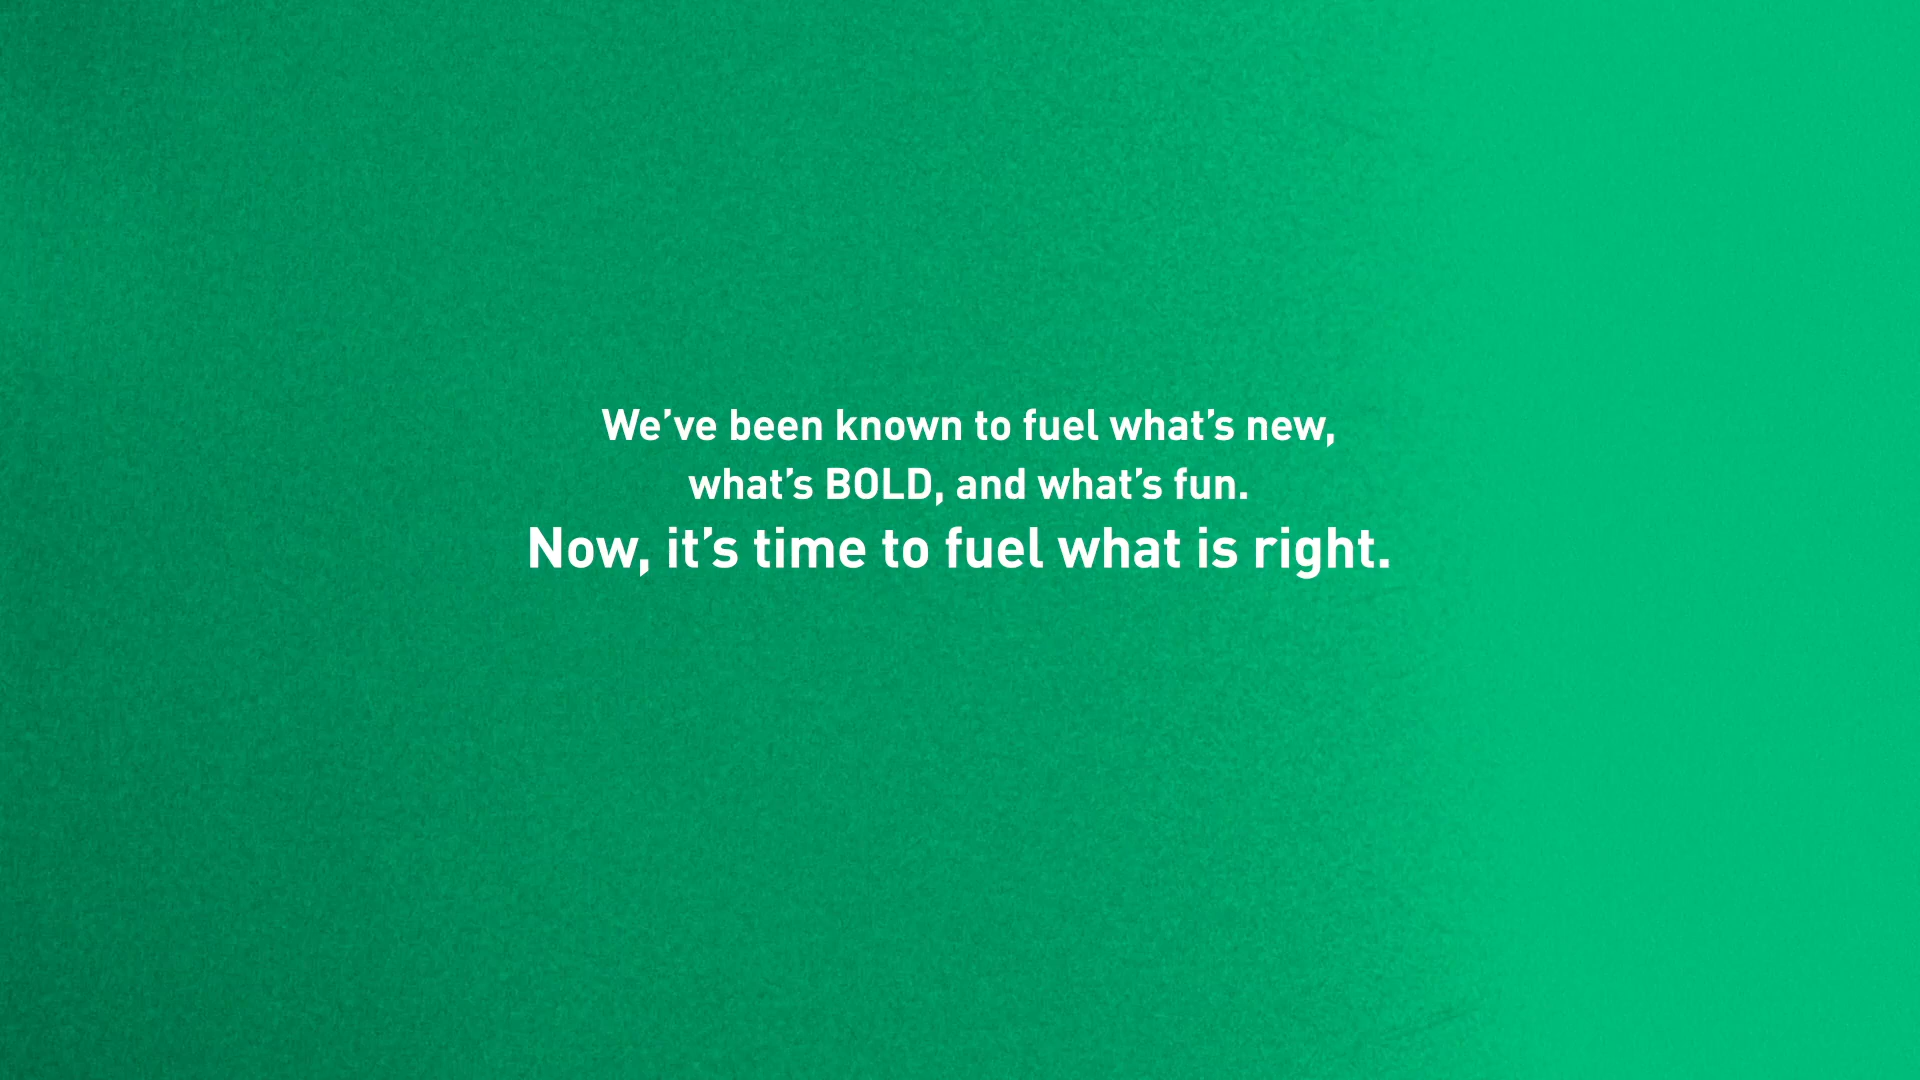 We’ve been known to fuel what’s new,
what’s BOLD, and what’s fun.
Now, it’s time to fuel what is right.